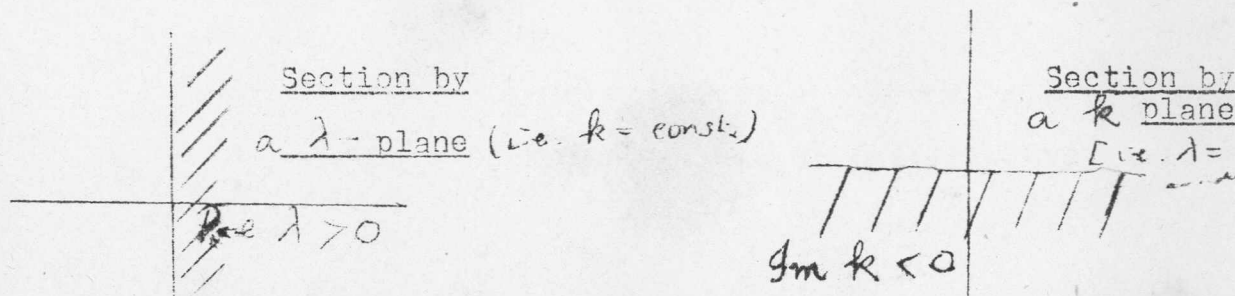 Section by
a λ - plane (i.e. k = const.)
Re λ > 0
Section by
a k plane
[i.e. λ =
Im k < 0